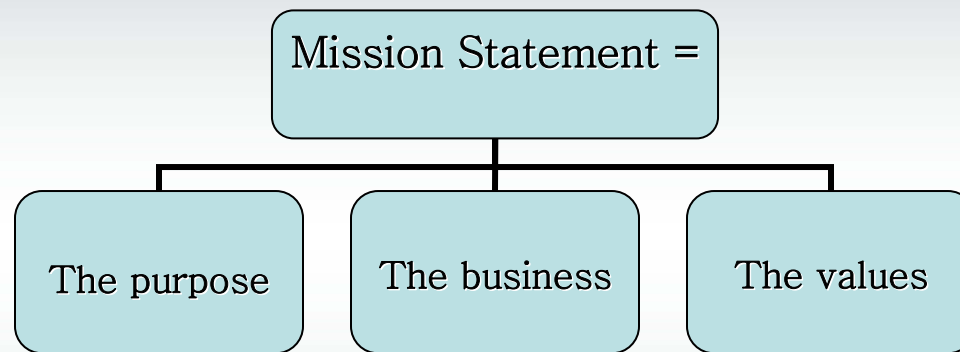 Mission Statement =
The purpose
The business
The values